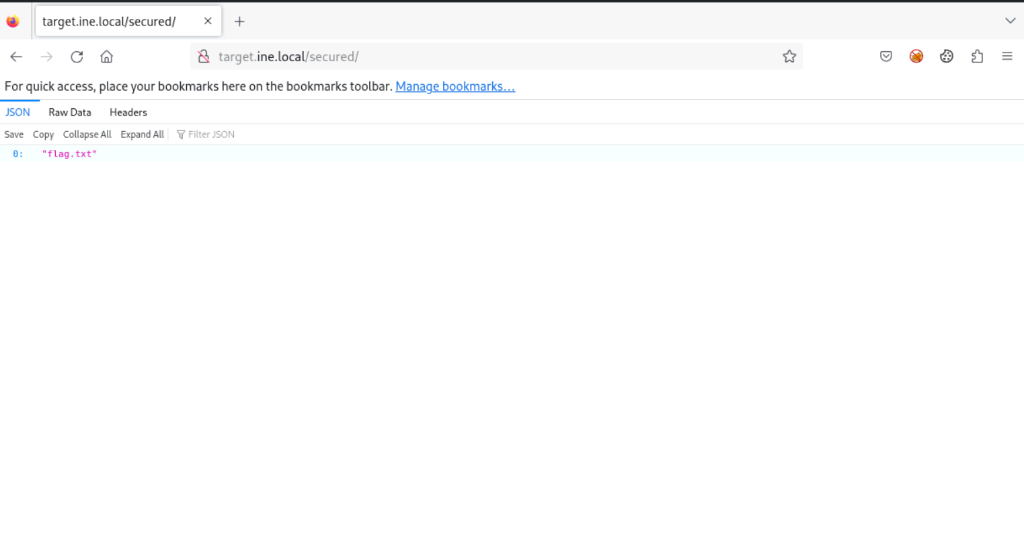 target.ine.local/secured/
target.ine.local/secured/
For quick access, place your bookmarks here on the bookmarks toolbar. Manage bookmarks...
JSON Raw Data Headers
Save Copy Collapse All Expand All Filter JSON
0: "flag.txt"